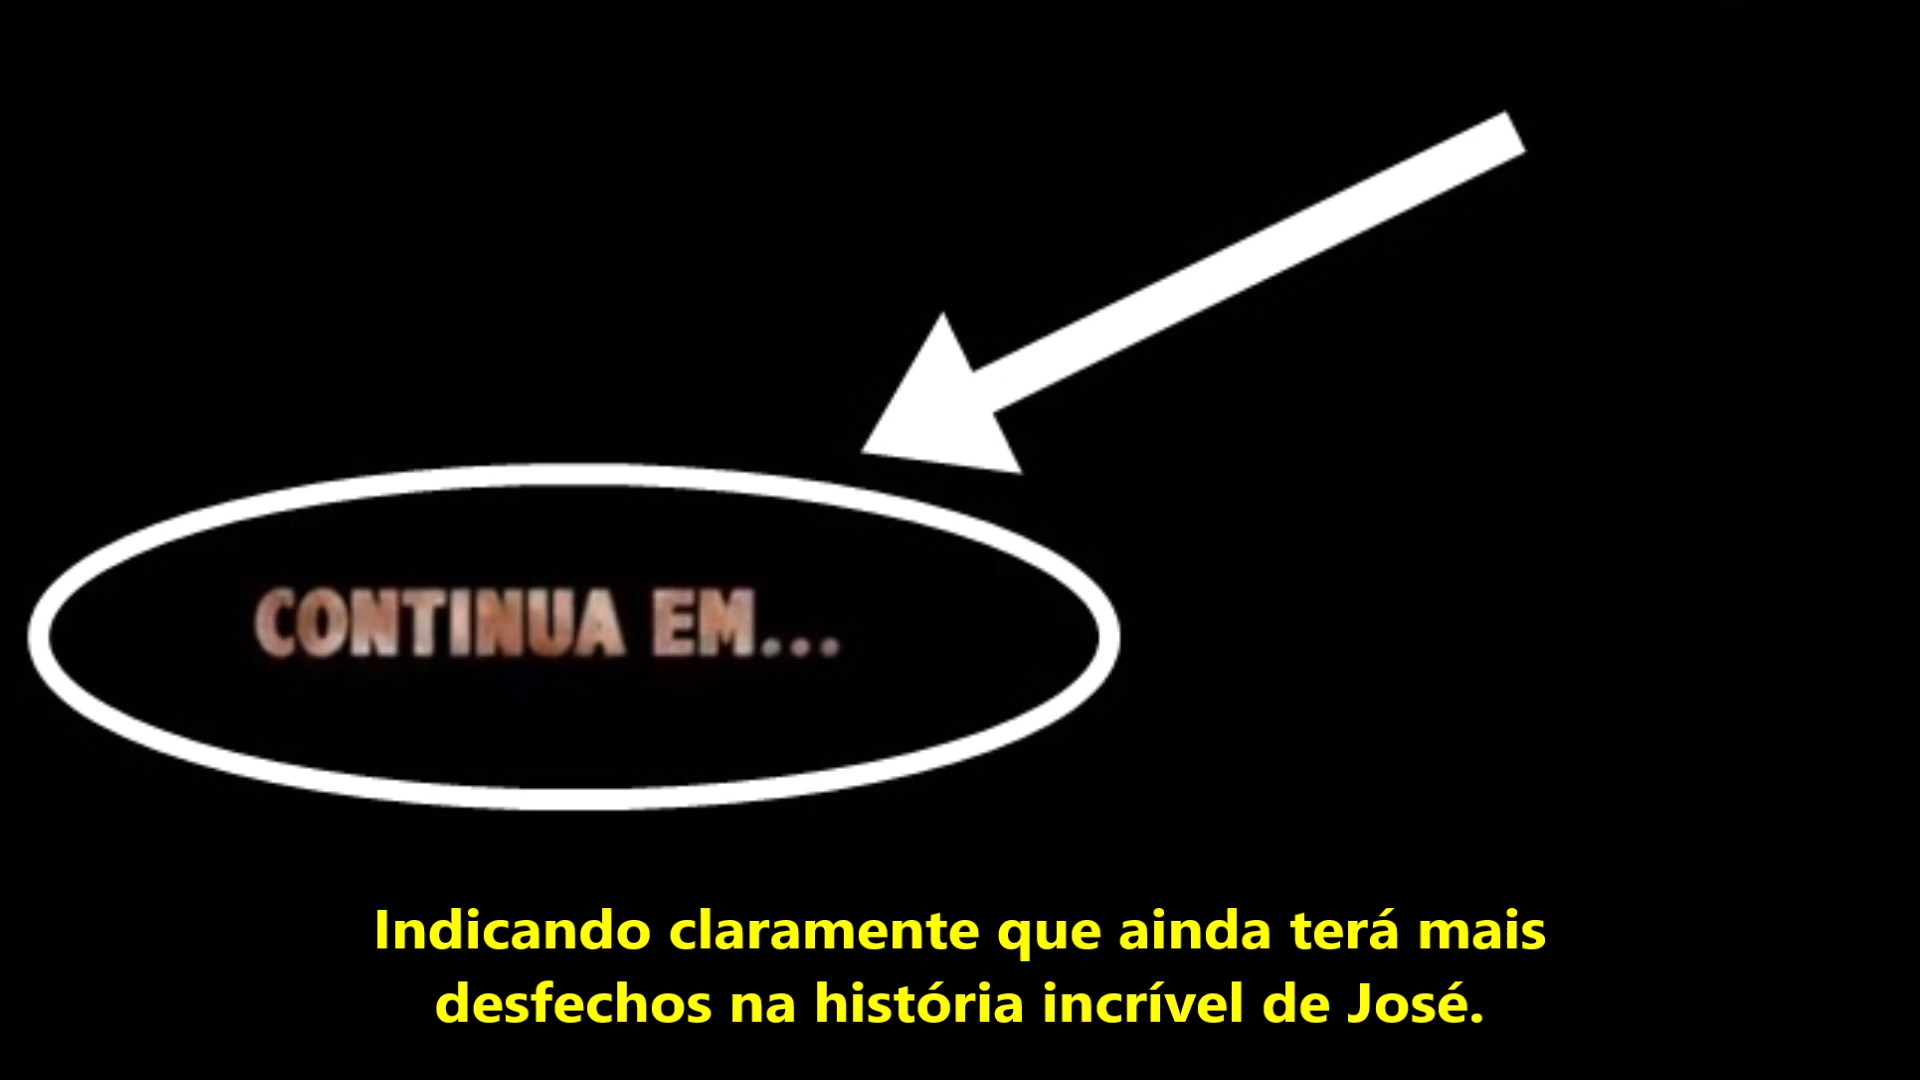 CONTINUA EM...
Indicando claramente que ainda terá mais
desfechos na história incrível de José.